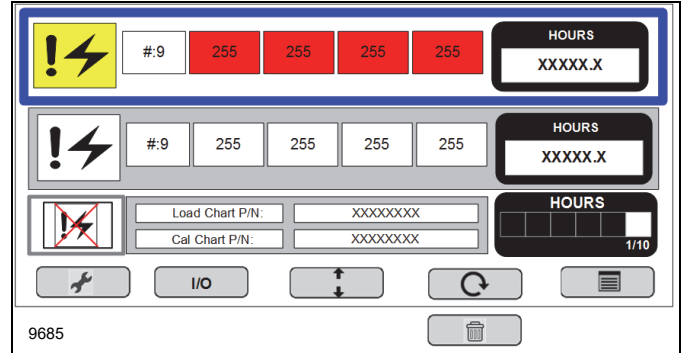 HOURS
#:9 255 255 255 255 XXXXX.X
HOURS
#:9 255 255 255 255 XXXXX.X
HOURS
Load Chart P/N: XXXXXXXX
Cal Chart P/N: XXXXXXXX 1/10
I/O
9685